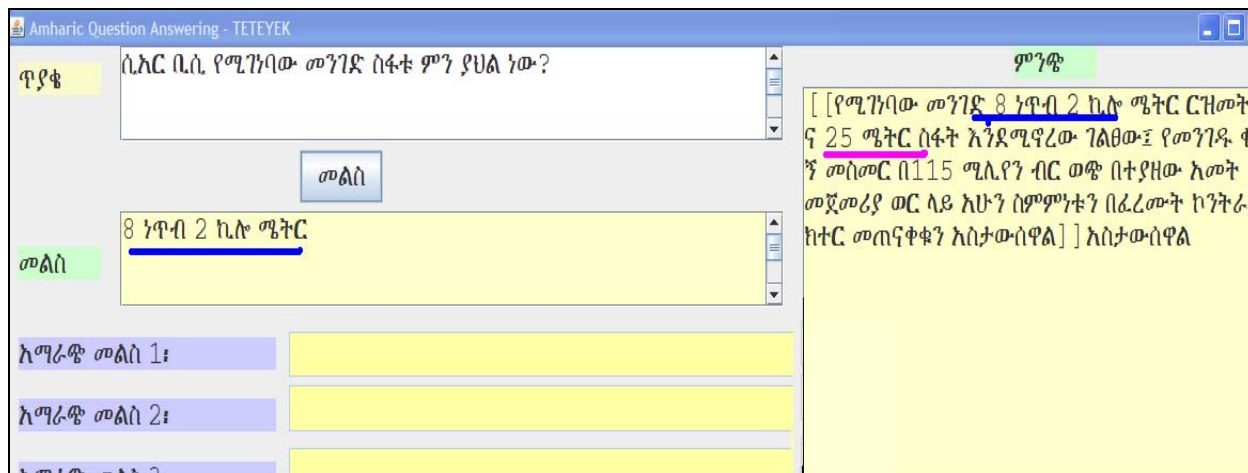 Amharic Question Answering - TETEYEK
ጥያቄ
ሲአር ቢሲ የሚገነባው መንገድ ስፋቱ ምን ያህል ነው?
መልስ
መልስ
8 ነጥብ 2 ኪሎ ሜትር
አማራጭ መልስ 1፡
አማራጭ መልስ 2፡
ምንጭ
[[የሚገነባው መንገድ 8 ነጥብ 2 ኪሎ ሜትር ርዝመት
ና 25 ሜትር ስፋት እንደሚኖረው ገልፀው፤ የመንገዱ
ኝ መስመር በ115 ሚሊየን ብር ወጭ በተያዘው አመት
መጀመሪያ ወር ላይ አሁን ስምምነቱን በፈረሙት ኮንትራ
ክተር መጠናቀቁን አስታውሰዋል]]አስታውሰዋል